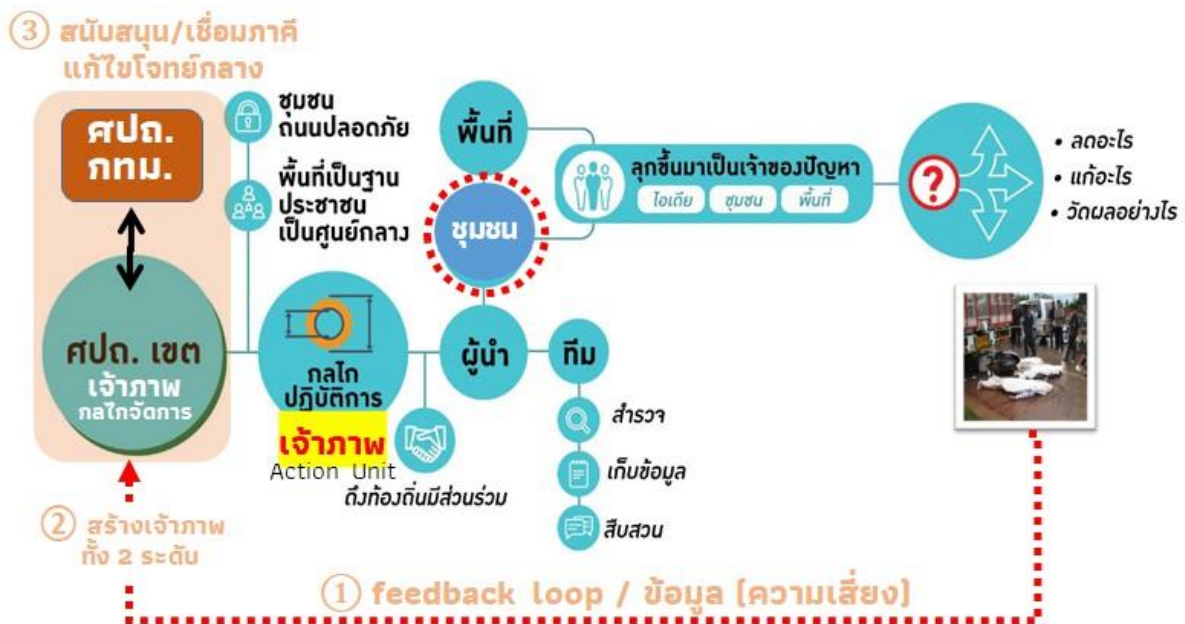 ③ สนับสนุน/เชื่อมภาคี
แก้ไขโจทย์กลาง
ศปถ.
กทม.
ชุมชน
ถนนปลอดภัย
พื้นที่เป็นฐาน
ประชาชน
เป็นศูนย์กลาง
พื้นที่
ชุมชน
ลุกขึ้นมาเป็นเจ้าของปัญหา
ไอเดีย
ชุมชน
พื้นที่
?
• ลดอะไร
• แก้อะไร
• วัดผลอย่างไร
ศปถ. เขต
เจ้าภาพ
กลไกจัดการ
กลไก
ปฏิบัติการ
เจ้าภาพ
Action Unit
ดึงท้องถิ่นมีส่วนร่วม
ผู้นำ
ทีม
สำรวจ
เก็บข้อมูล
สืบสวน
② สร้างเจ้าภาพ
ทั้ง 2 ระดับ
① feedback loop / ข้อมูล (ความเสี่ยง)